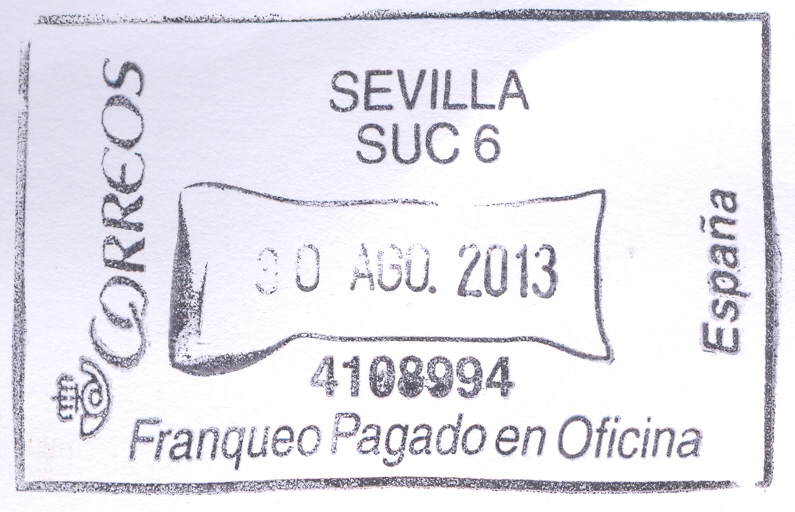 SEVILLA
SUC 6
CORREOS
30 AGO. 2013
España
4108994
Franqueo Pagado en Oficina